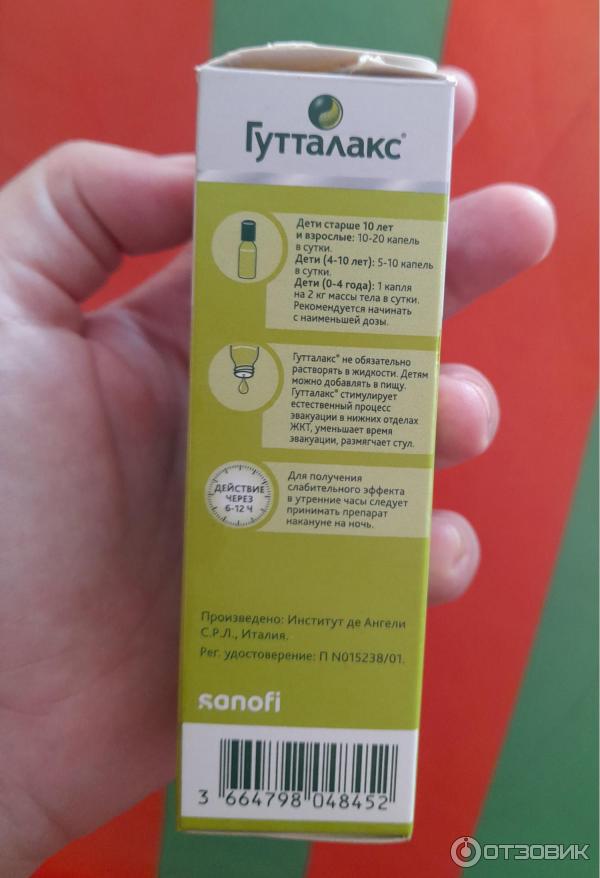 Гутталакс®
Дети старше 10 лет
и взрослые: 10-20 капель
в сутки.
Дети (4-10 лет): 5-10 капель
в сутки.
Дети (0-4 года): 1 капля
на 2 кг массы тела в сутки.
Рекомендуется начинать
с наименьшей дозы.
Гутталакс® не обязательно
растворять в жидкости. Детям
можно добавлять в пищу.
Гутталакс® стимулирует
естественный процесс
эвакуации в нижних отделах
ЖКТ, уменьшает время
эвакуации, размягчает стул.
ДЕЙСТВИЕ
ЧЕРЕЗ
6-12 Ч
Для получения
слабительного эффекта
в утренние часы следует
принимать препарат
накануне на ночь.
Произведено: Институт де Ангели
С.Р.Л., Италия.
Рег. удостоверение: П N015238/01.
sanofi
3 664798 048452
ОТЗОВИК